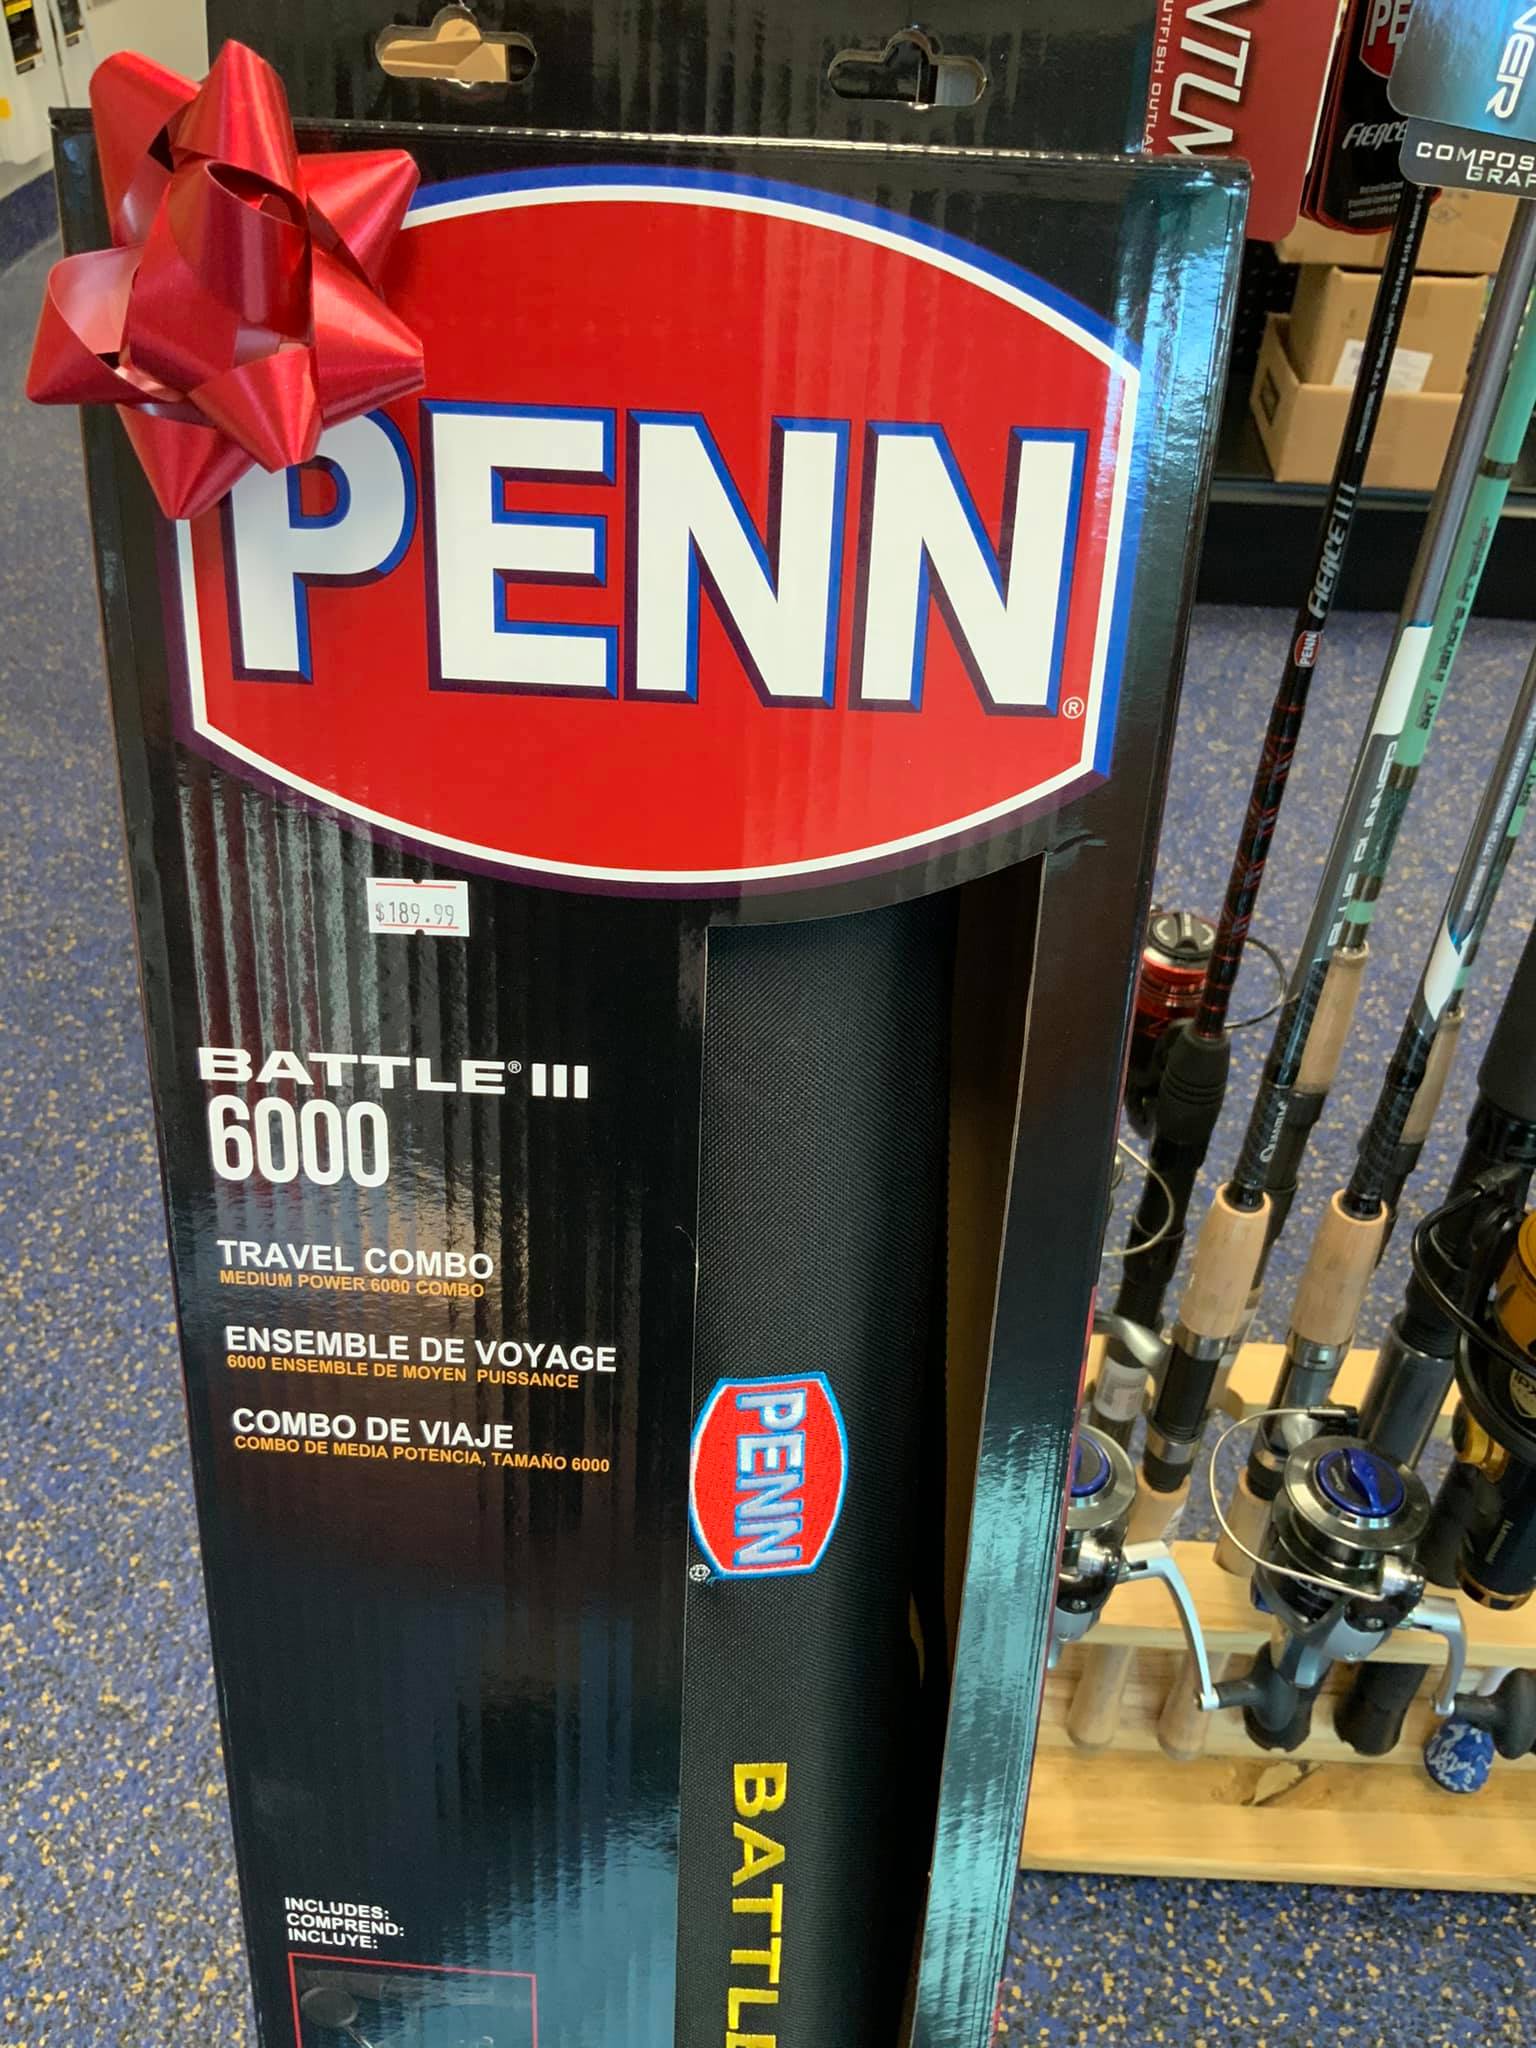 PENN®
$189.99
BATTLE® III
6000
TRAVEL COMBO
MEDIUM POWER 6000 COMBO
ENSEMBLE DE VOYAGE
6000 ENSEMBLE DE MOYEN PUISSANCE
COMBO DE VIAJE
COMBO DE MEDIA POTENCIA, TAMAÑO 6000
INCLUDES:
COMPREND:
INCLUYE:
PENN®
BATTLE
FIERCE
COMPOS
GRAP
PENN FIERCE III